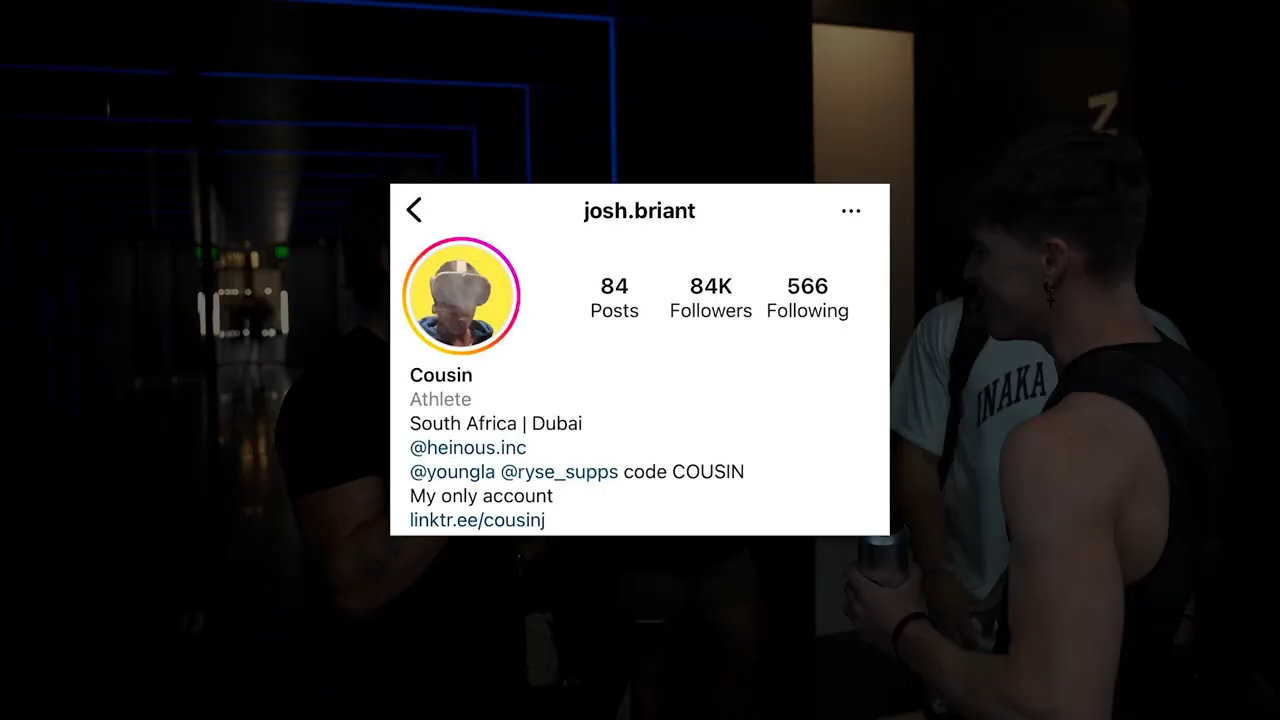 josh.briant
84 84K 566
Posts Followers Following
Cousin
Athlete
South Africa | Dubai
@heinous.inc
@youngla @ryse_supps code COUSIN
My only account
linktr.ee/cousinj
INAKA
Z